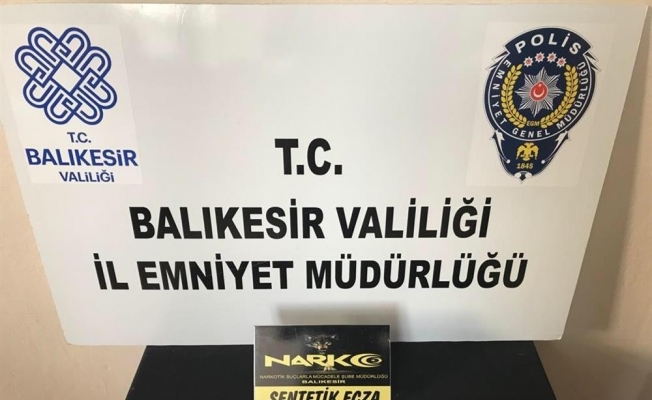 T.C.
BALIKESİR
VALİLİĞİ
POLİS
EMNİYET GENEL MÜDÜRLÜĞÜ
EGM
1845
T.C.
BALIKESİR VALİLİĞİ
İL EMNİYET MÜDÜRLÜĞÜ
NARKO
NARKOTİK SUÇLARLA MÜCADELE ŞUBE MÜDÜRLÜĞÜ
BALIKESİR
SENTETİK ECZA